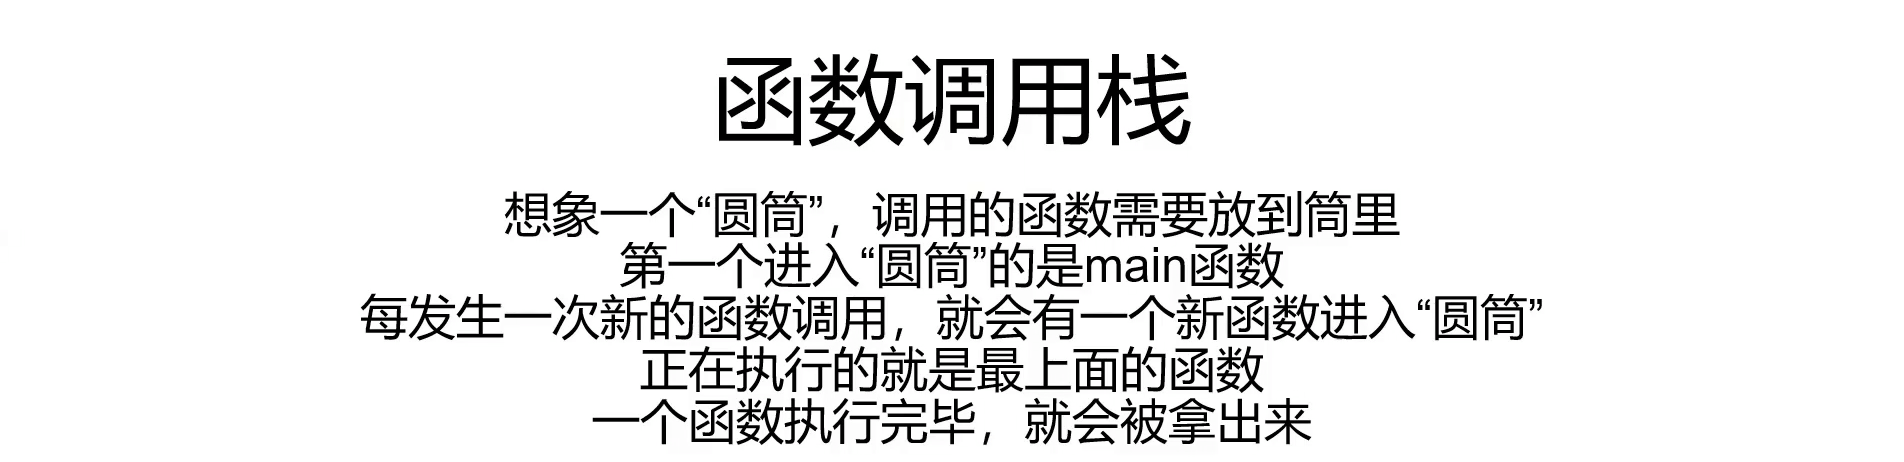 函数调用栈
想象一个“圆筒”，调用的函数需要放到筒里
第一个进入“圆筒”的是main函数
每发生一次新的函数调用，就会有一个新函数进入“圆筒”
正在执行的就是最上面的函数
一个函数执行完毕，就会被拿出来